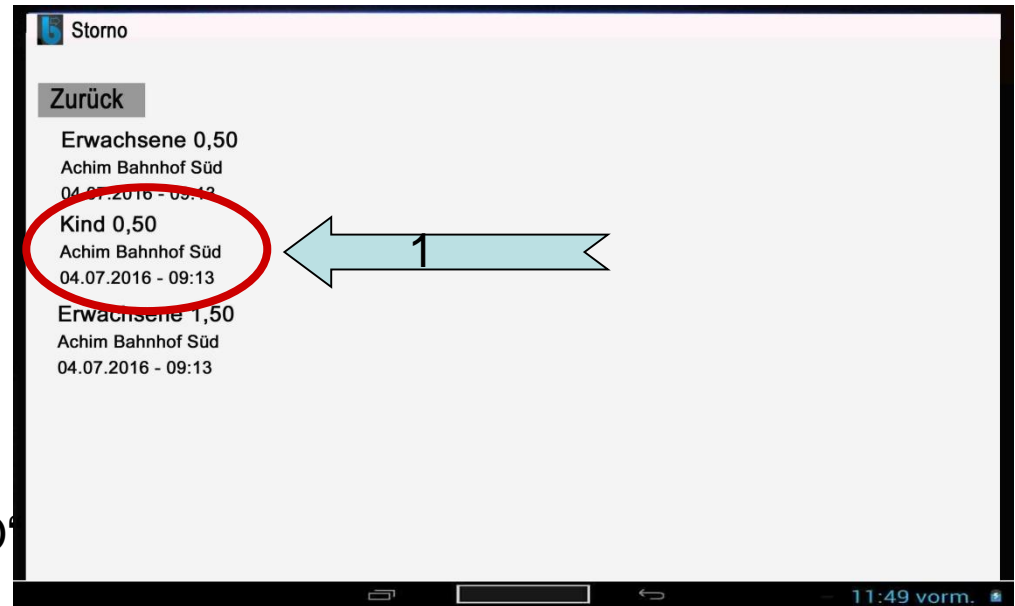 Storno
Zurück
Erwachsene 0,50
Achim Bahnhof Süd
04.07.2016 - 09:13
Kind 0,50
Achim Bahnhof Süd
04.07.2016 - 09:13
1
Erwachsene 1,50
Achim Bahnhof Süd
04.07.2016 - 09:13
11:49 vorm.